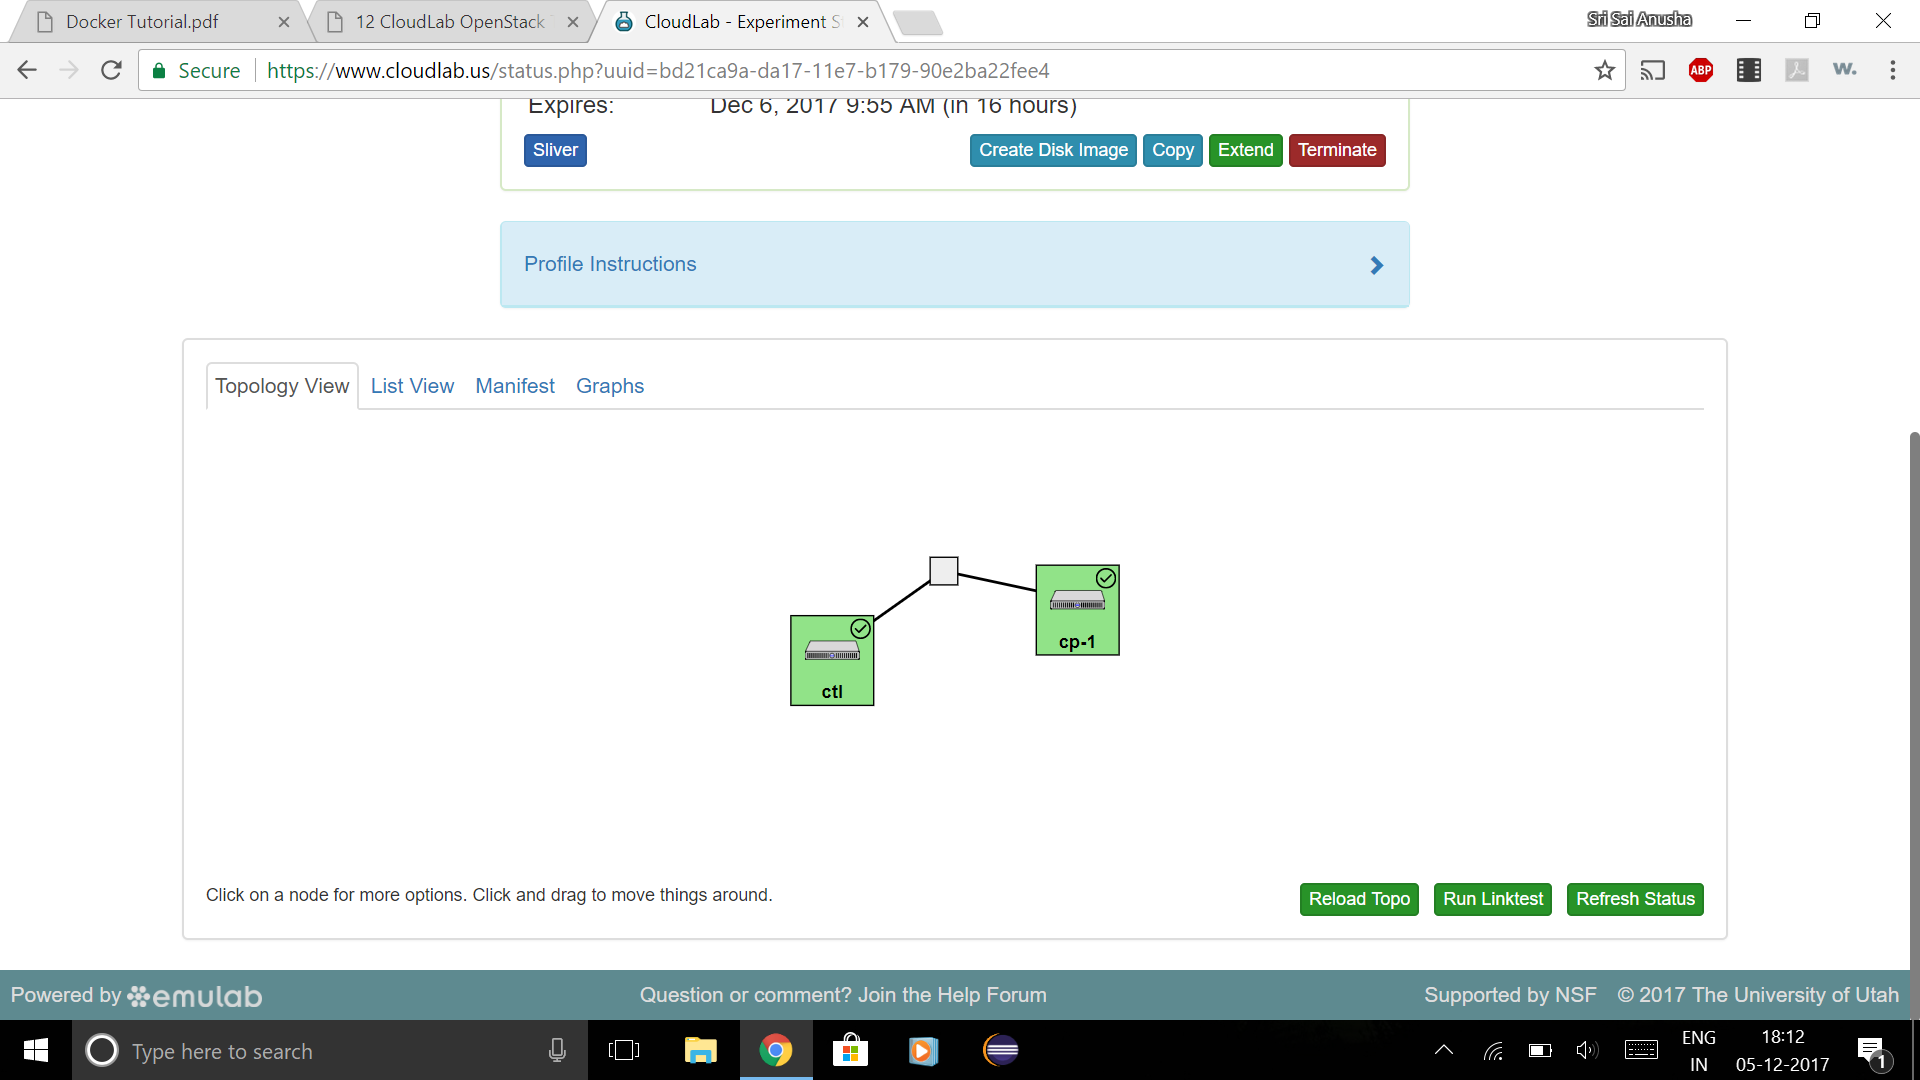 Docker Tutorial.pdf
12 CloudLab OpenStack
CloudLab - Experiment S
Sri Sai Anusha
Secure
https://www.cloudlab.us/status.php?uuid=bd21ca9a-da17-11e7-b179-90e2ba22fee4
ABP
w.
Expires: Dec 6, 2017 9:55 AM (in 16 hours)
Sliver Create Disk Image Copy Extend Terminate
Profile Instructions
Topology View List View Manifest Graphs
cp-1
ctl
Click on a node for more options. Click and drag to move things around.
Reload Topo Run Linktest Refresh Status
Powered by emulab
Question or comment? Join the Help Forum
Supported by NSF © 2017 The University of Utah
Type here to search
ENG
IN
18:12
05-12-2017
1